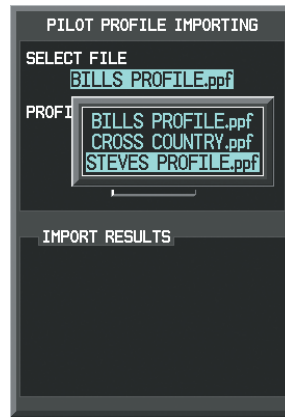 PILOT PROFILE IMPORTING
SELECT FILE
BILLS PROFILE.ppf
PROFI
BILLS PROFILE.ppf
CROSS COUNTRY.ppf
STEVES PROFILE.ppf
IMPORT RESULTS